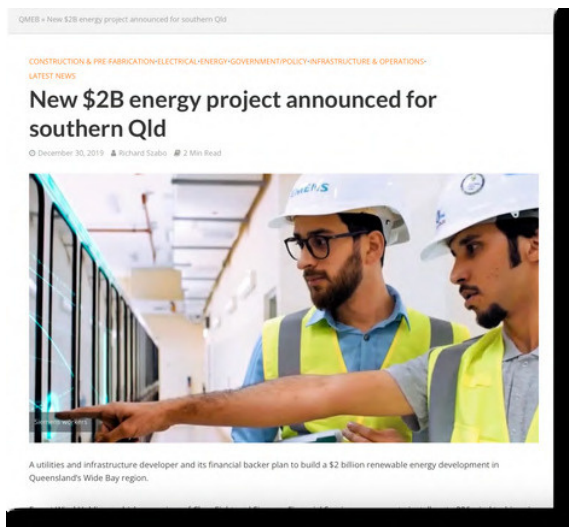 QMEB » New $2B energy project announced for southern Qld
CONSTRUCTION & PRE-FABRICATION•ELECTRICAL•ENERGY•GOVERNMENT/POLICY•INFRASTRUCTURE & OPERATIONS•
LATEST NEWS
New $2B energy project announced for
southern Qld
December 30, 2019 Richard Szabo 2 Min Read
SIEMENS
Siemens workers
A utilities and infrastructure developer and its financial backer plan to build a $2 billion renewable energy development in
Queensland's Wide Bay region.